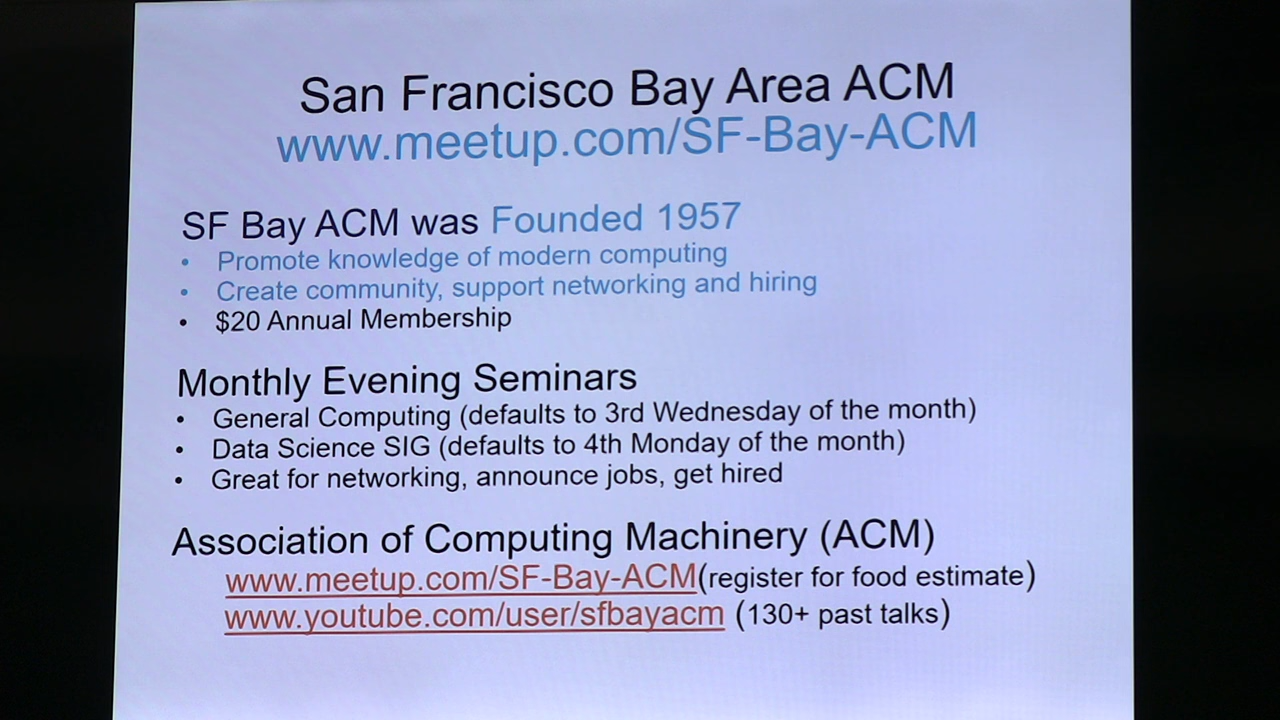 San Francisco Bay Area ACM
www.meetup.com/SF-Bay-ACM
SF Bay ACM was Founded 1957
• Promote knowledge of modern computing
• Create community, support networking and hiring
• $20 Annual Membership
Monthly Evening Seminars
• General Computing (defaults to 3rd Wednesday of the month)
• Data Science SIG (defaults to 4th Monday of the month)
• Great for networking, announce jobs, get hired
Association of Computing Machinery (ACM)
www.meetup.com/SF-Bay-ACM(register for food estimate)
www.youtube.com/user/sfbayacm (130+ past talks)